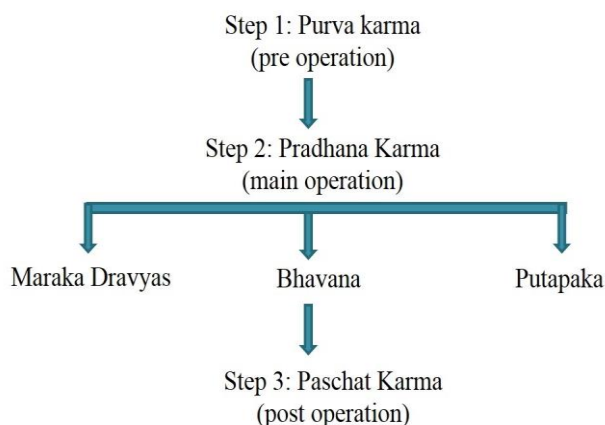 Step 1: Purva karma
(pre operation)
Step 2: Pradhana Karma
(main operation)
Maraka Dravyas
Bhavana
Putapaka
Step 3: Paschat Karma
(post operation)